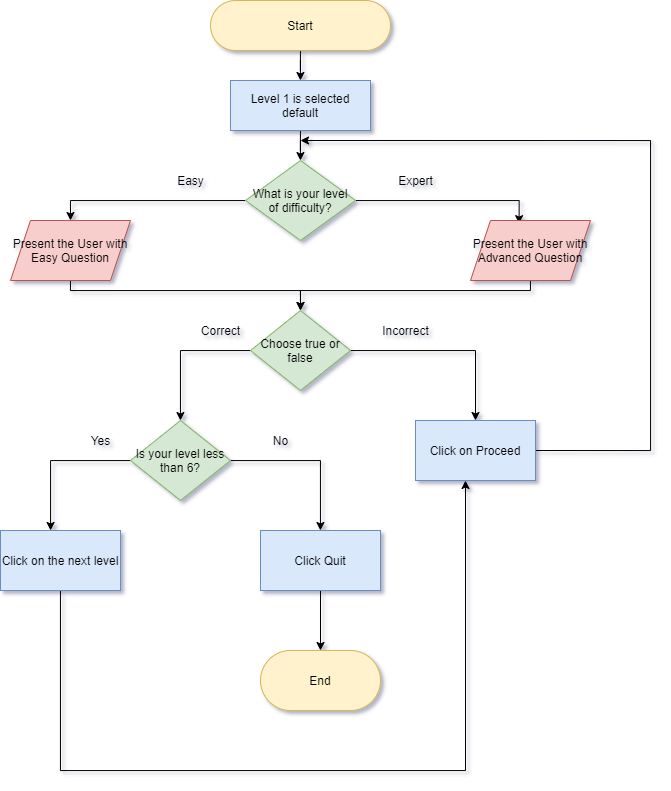 Start
Level 1 is selected
default
Easy
What is your level
of difficulty?
Expert
Present the User with
Easy Question
Present the User with
Advanced Question
Correct
Choose true or
false
Incorrect
Yes
Is your level less
than 6?
No
Click on Proceed
Click on the next level
Click Quit
End